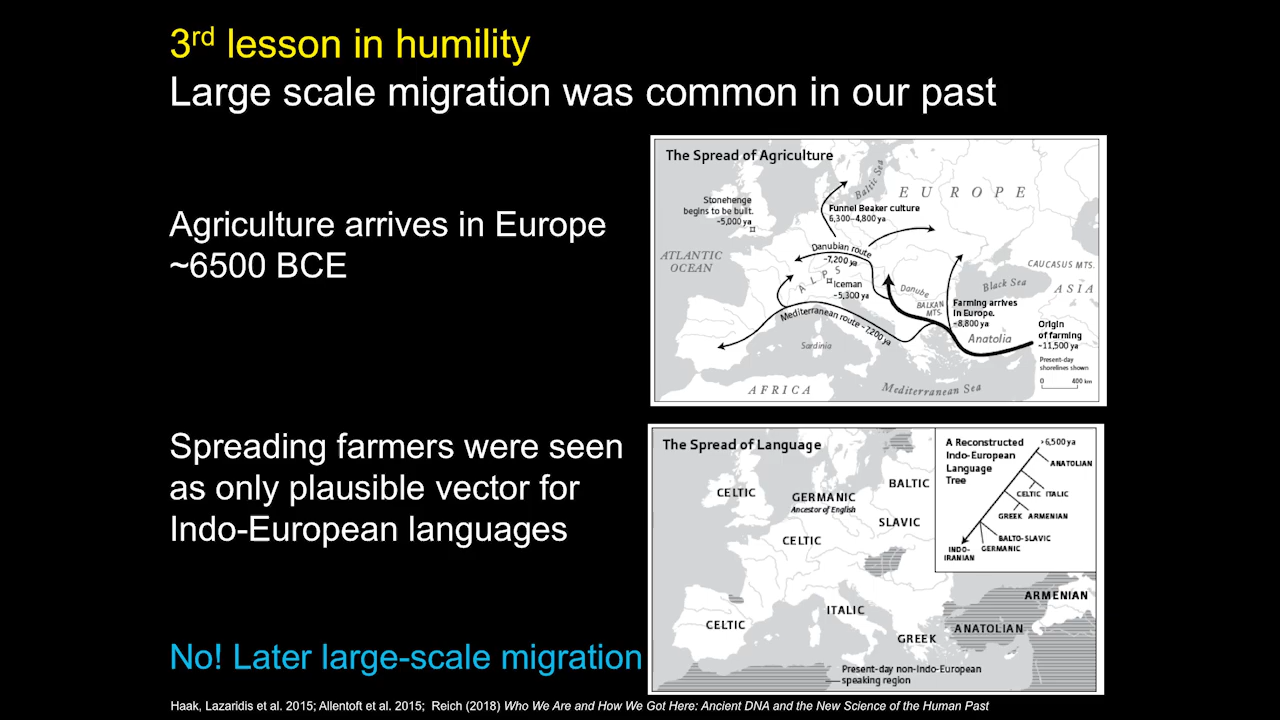 3rd lesson in humility
Large scale migration was common in our past
Agriculture arrives in Europe
~6500 BCE
The Spread of Agriculture
Baltic Sea
EUROPE
Stonehenge
begins to be built.
~5,000 ya
Funnel Beaker culture
6,300–4,800 ya
ATLANTIC
OCEAN
Danubian route
~7,200 ya
ALPS
Iceman
~5,300 ya
Danube
BALKAN
MTS.
Black Sea
CAUCASUS MTS.
ASIA
Farming arrives
in Europe.
~8,800 ya
Mediterranean route ~7,200 ya
Sardinia
Anatolia
Origin
of farming
~11,500 ya
Present-day
shorelines shown
0 400 km
AFRICA
Mediterranean Sea
Spreading farmers were seen
as only plausible vector for
Indo-European languages
The Spread of Language
CELTIC
GERMANIC
Ancestor of English
BALTIC
SLAVIC
CELTIC
CELTIC
ITALIC
GREEK
ANATOLIAN
ARMENIAN
Present-day non-Indo-European
speaking region
A Reconstructed
Indo-European
Language
Tree
>6,500 ya
ANATOLIAN
CELTIC ITALIC
GREEK ARMENIAN
BALTO-SLAVIC
GERMANIC
INDO-
IRANIAN
No! Later large-scale migration
Haak, Lazaridis et al. 2015; Allentoft et al. 2015; Reich (2018) Who We Are and How We Got Here: Ancient DNA and the New Science of the Human Past